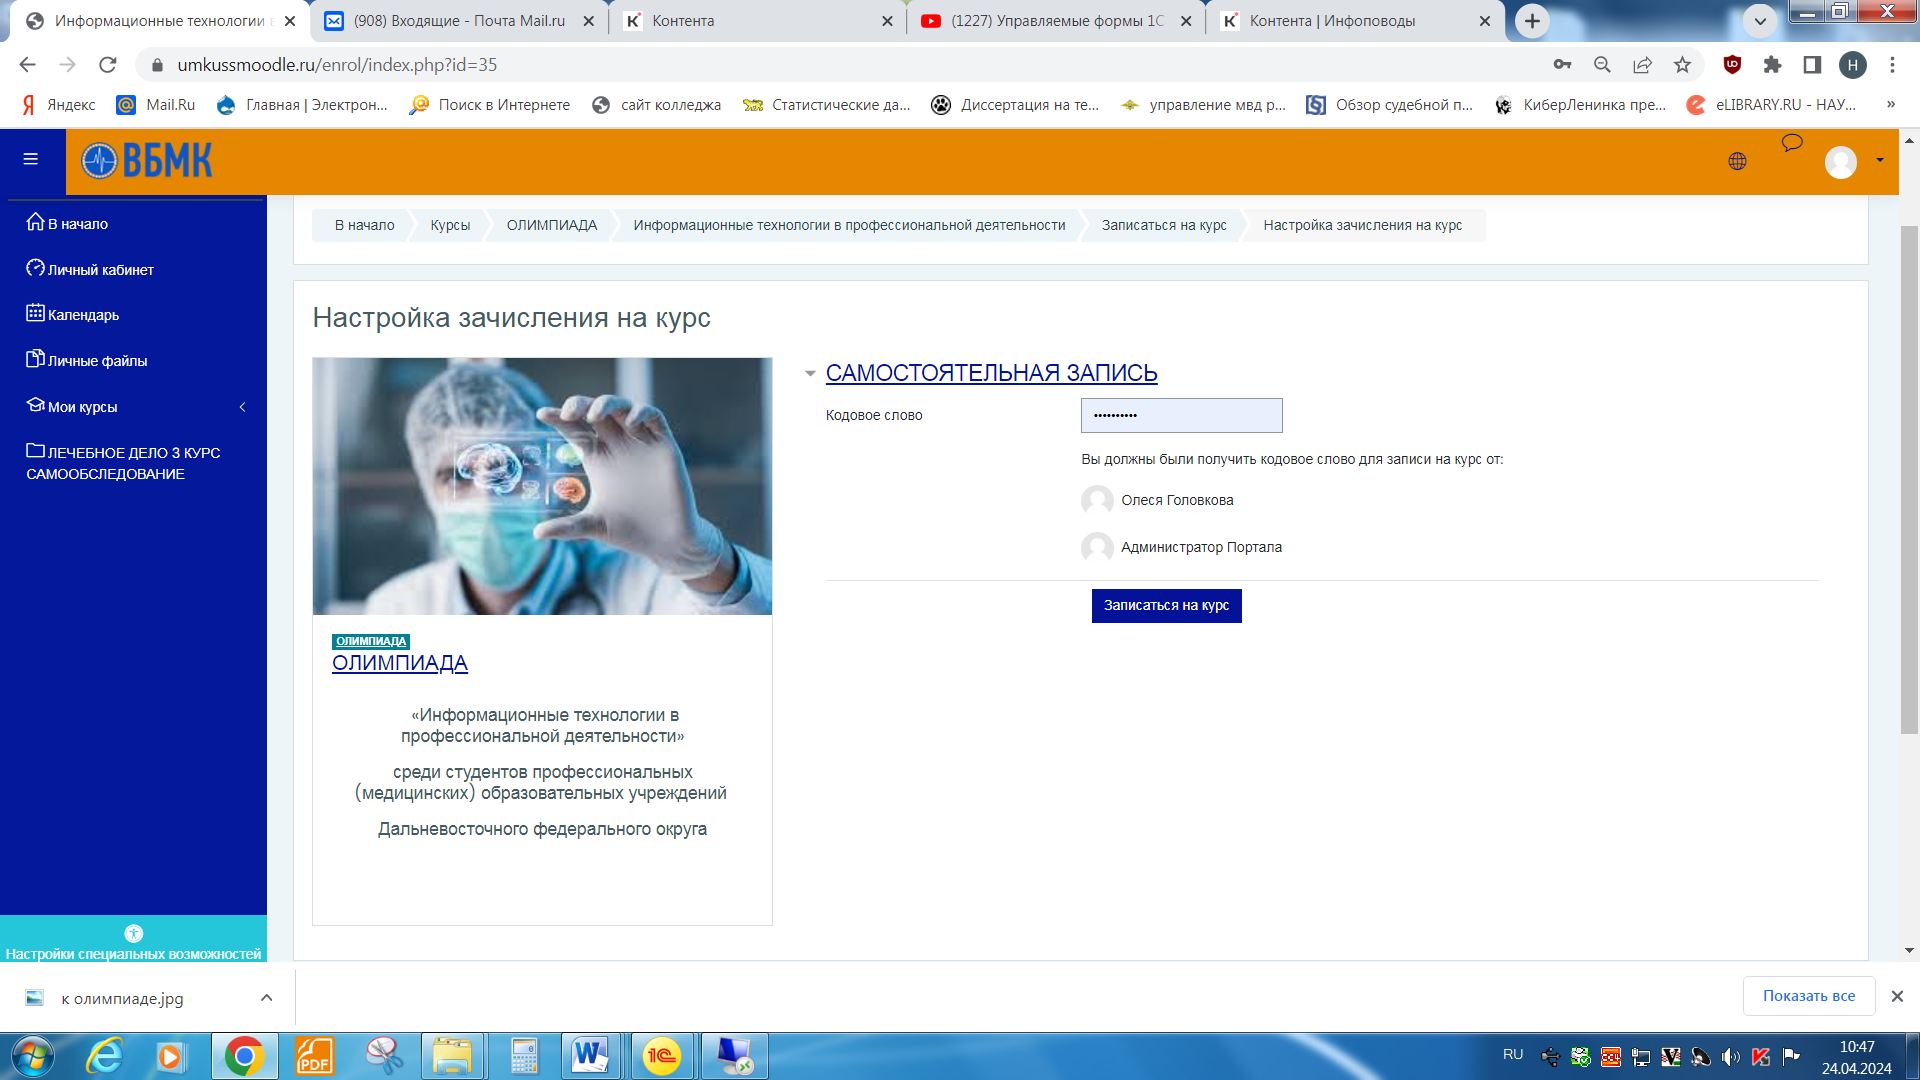 Информационные технологии в
(908) Входящие - Почта Mail.ru
Контента
(1227) Управляемые формы 1С
Контента | Инфоповоды
umkussmoodle.ru/enrol/index.php?id=35
Н
Яндекс
Mail.Ru
Главная | Электрон...
Поиск в Интернете
сайт колледжа
Статистические да...
Диссертация на те...
управление мвд р...
Обзор судебной п...
КиберЛенинка пре...
eLIBRARY.RU - НАУ...
»
ВБМК
В начало
Курсы
ОЛИМПИАДА
Информационные технологии в профессиональной деятельности
Записаться на курс
Настройка зачисления на курс
В начало
Личный кабинет
Календарь
Личные файлы
Мои курсы
ЛЕЧЕБНОЕ ДЕЛО 3 КУРС
САМООБСЛЕДОВАНИЕ
Настройки специальных возможностей
Настройка зачисления на курс
САМОСТОЯТЕЛЬНАЯ ЗАПИСЬ
Кодовое слово
••••••••••
Вы должны были получить кодовое слово для записи на курс от:
Олеся Головкова
Администратор Портала
Записаться на курс
ОЛИМПИАДА
ОЛИМПИАДА
«Информационные технологии в
профессиональной деятельности»
среди студентов профессиональных
(медицинских) образовательных учреждений
Дальневосточного федерального округа
к олимпиаде.jpg
Показать все
PDF
W
1С
RU
10:47
24.04.2024